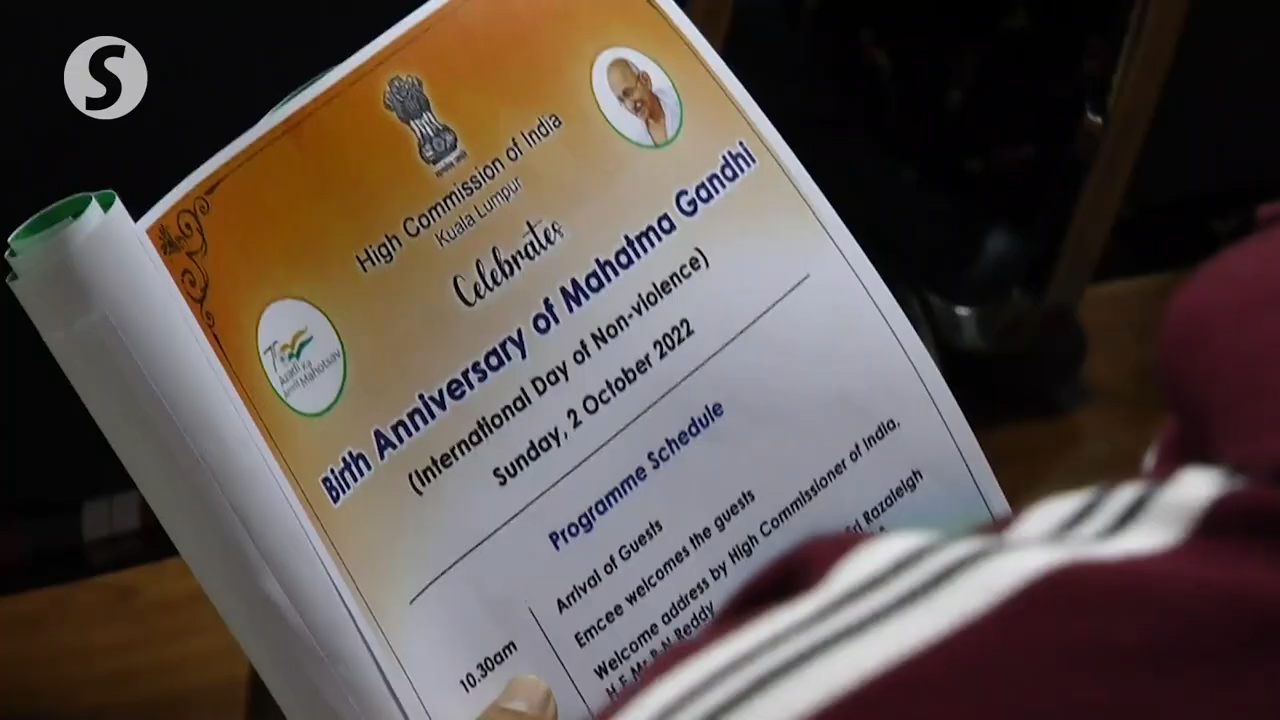 S
High Commission of India
Kuala Lumpur
Celebrates
Birth Anniversary of Mahatma Gandhi
(International Day of Non-violence)
Sunday, 2 October 2022
75
Azadi Ka
Amrit Mahotsav
Programme Schedule
10.30am
Arrival of Guests
Emcee welcomes the guests
Welcome address by High Commissioner of India,
H.E Mr B N Reddy
Razaleigh